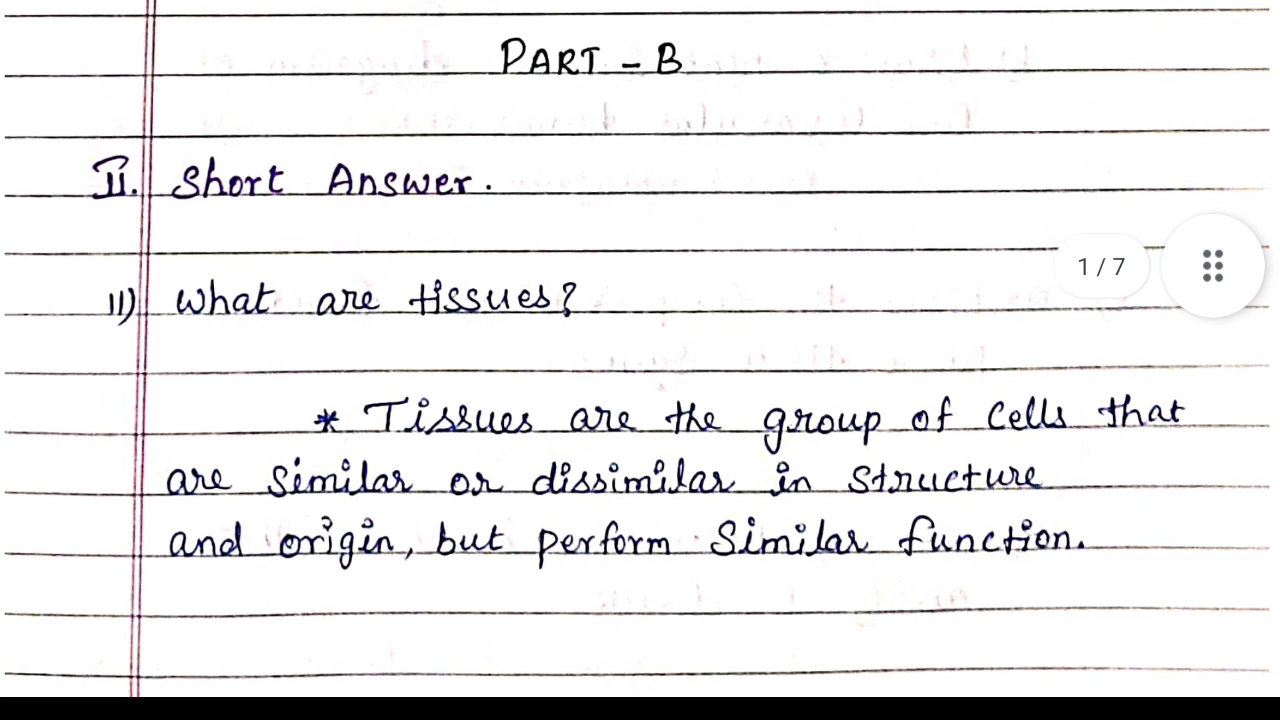 PART - B
II. Short Answer.
1 / 7
11) What are tissues?
* Tissues are the group of cells that
are similar or dissimilar in structure
and origin, but perform similar function.